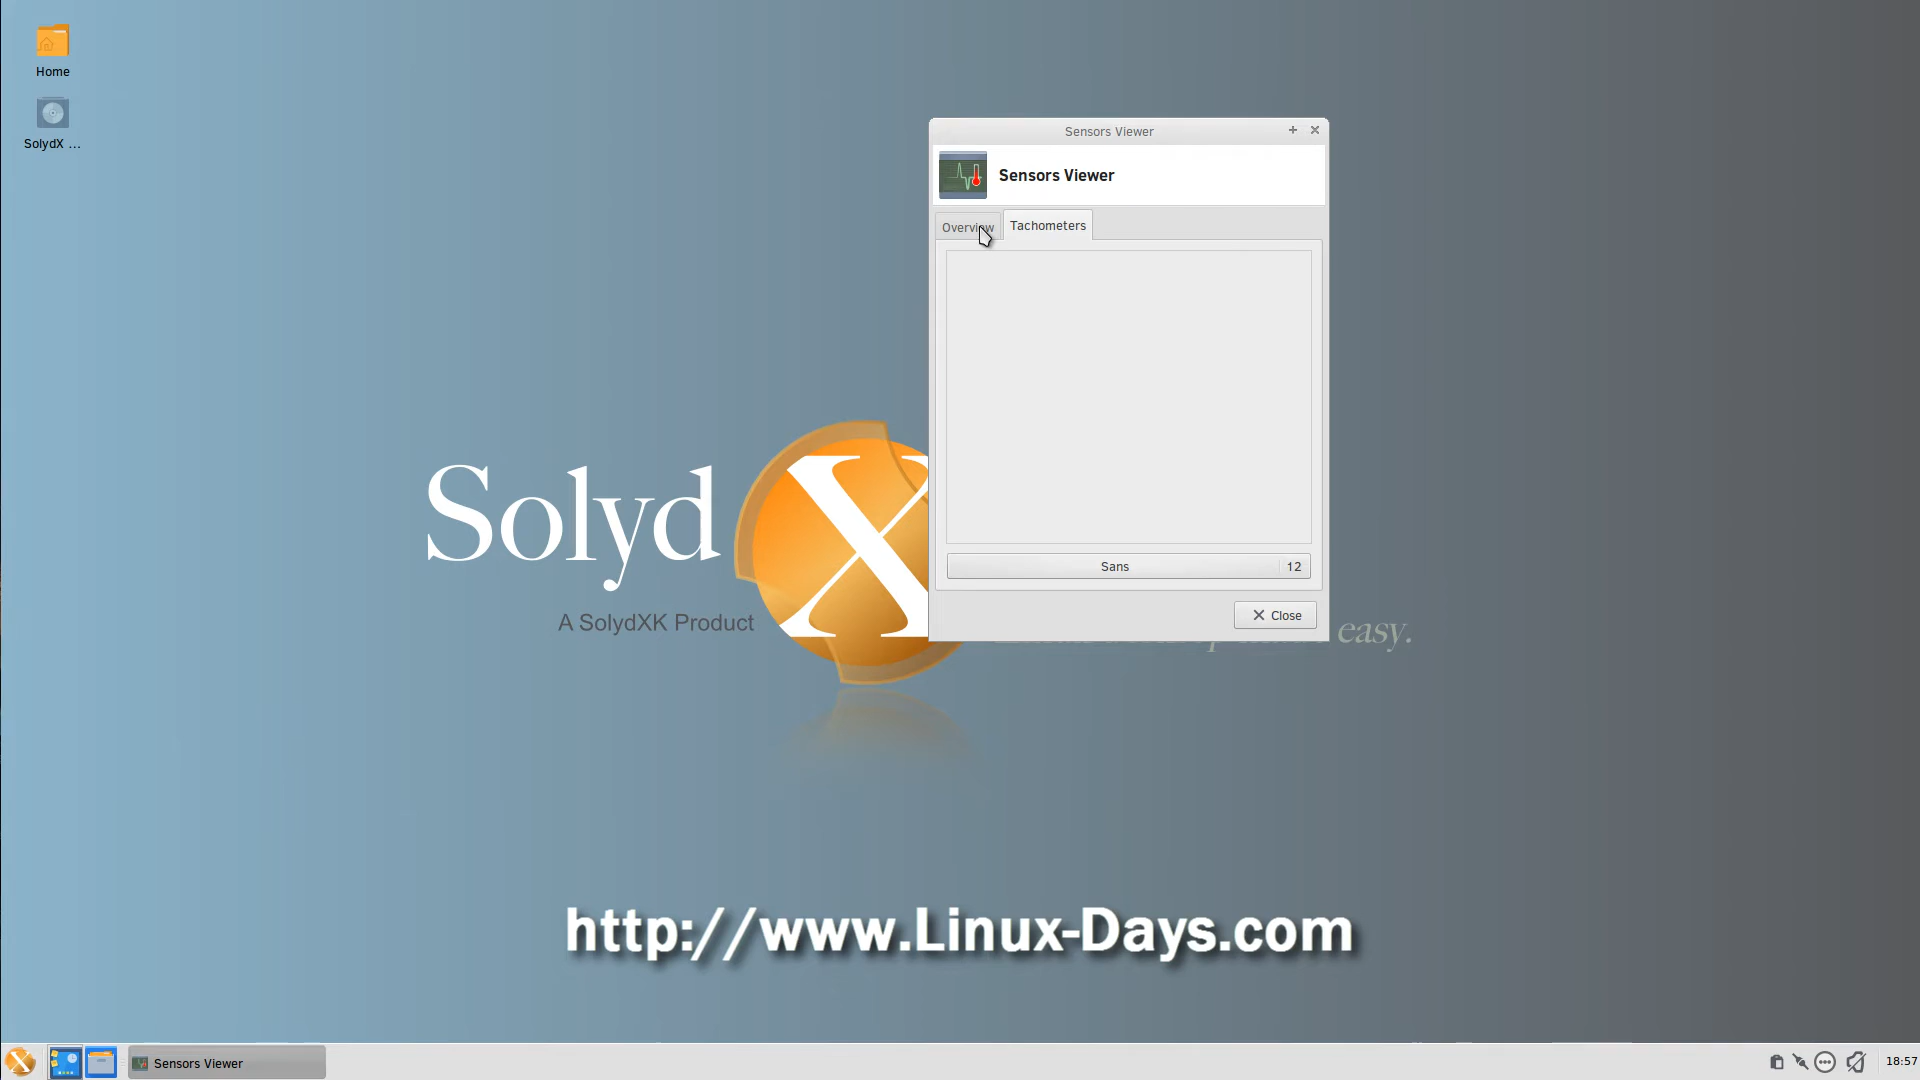 Home
SolydX ...
Sensors Viewer
Sensors Viewer
Overview
Tachometers
Sans 12
Close
Solyd X
A SolydXK Product
easy.
http://www.Linux-Days.com
Sensors Viewer
18:57